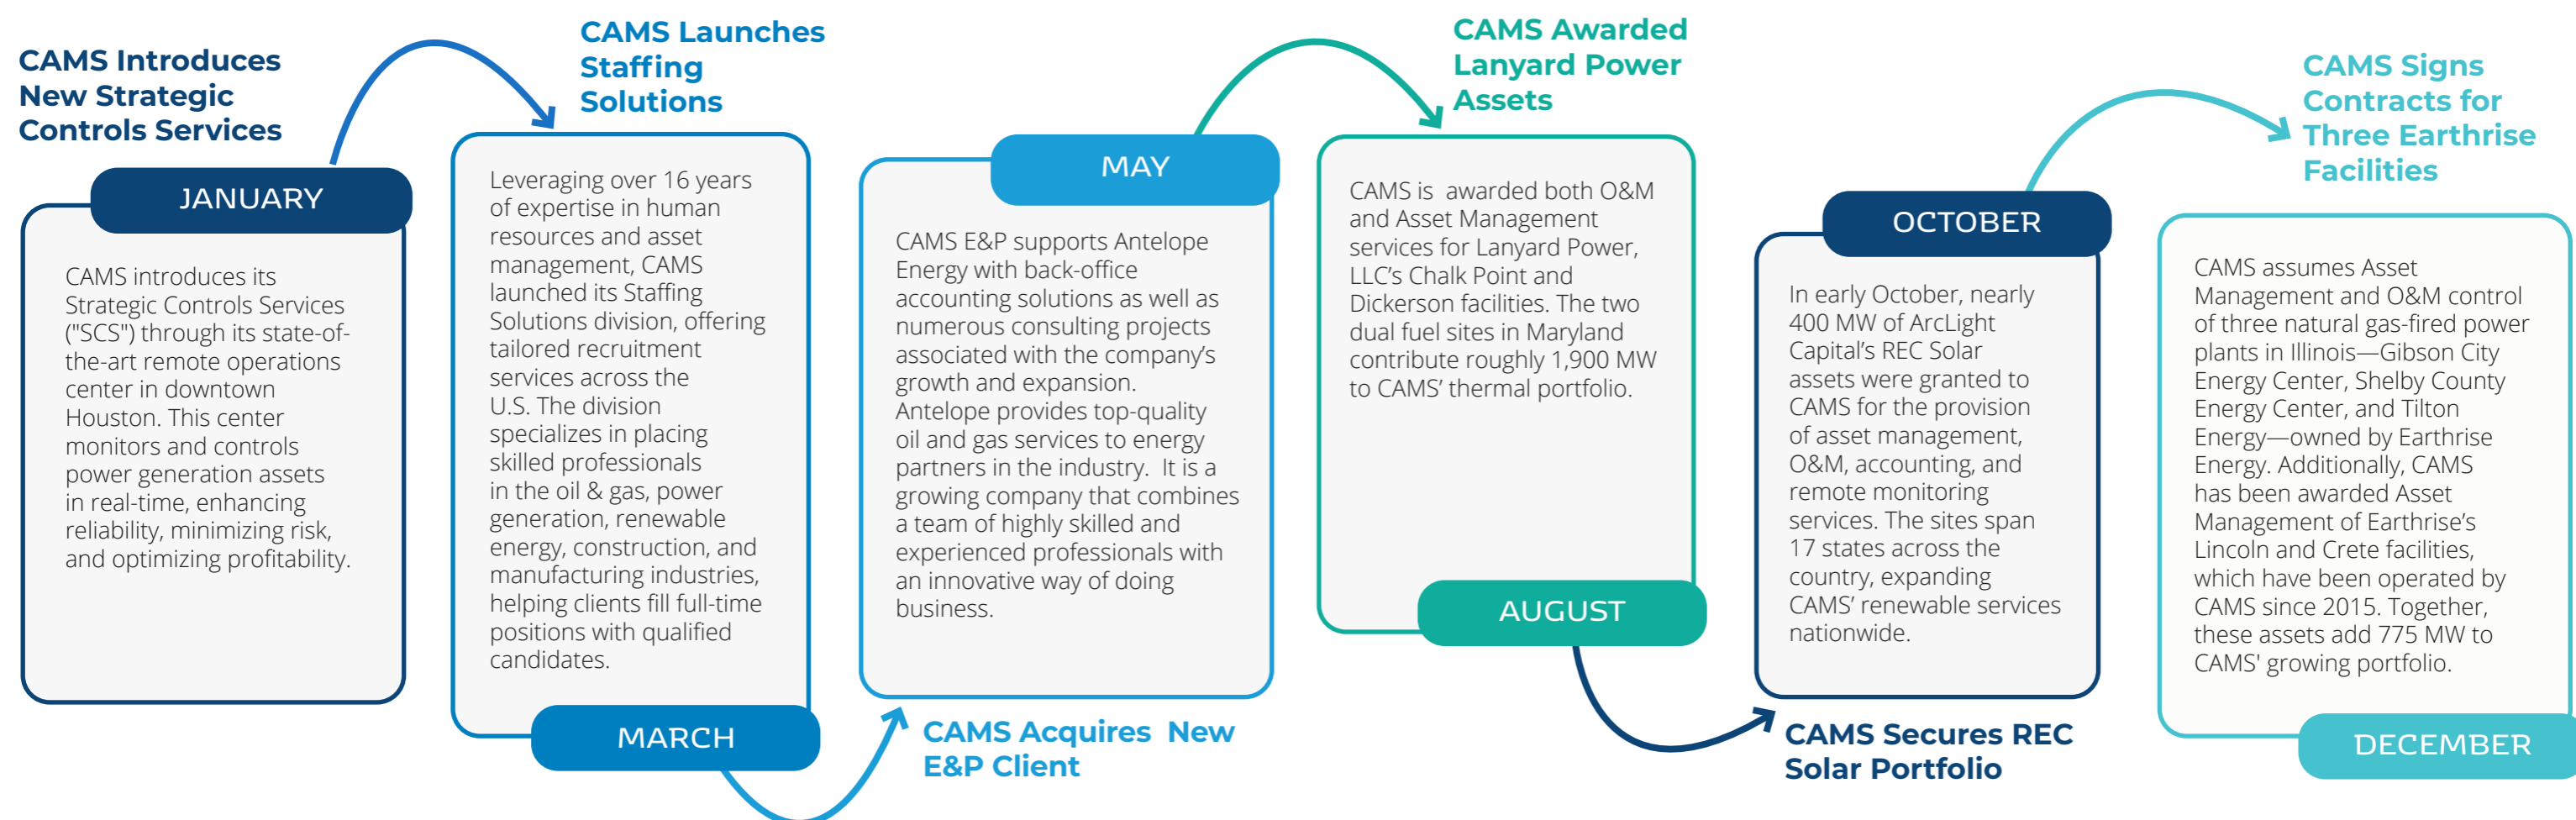 CAMS Introduces
New Strategic
Controls Services
JANUARY
CAMS introduces its
Strategic Controls Services
("SCS") through its state-of-
the-art remote operations
center in downtown
Houston. This center
monitors and controls
power generation assets
in real-time, enhancing
reliability, minimizing risk,
and optimizing profitability.
CAMS Launches
Staffing
Solutions
Leveraging over 16 years
of expertise in human
resources and asset
management, CAMS
launched its Staffing
Solutions division, offering
tailored recruitment
services across the
U.S. The division
specializes in placing
skilled professionals
in the oil & gas, power
generation, renewable
energy, construction, and
manufacturing industries,
helping clients fill full-time
positions with qualified
candidates.
MARCH
MAY
CAMS E&P supports Antelope
Energy with back-office
accounting solutions as well as
numerous consulting projects
associated with the company's
growth and expansion.
Antelope provides top-quality
oil and gas services to energy
partners in the industry.  It is a
growing company that combines
a team of highly skilled and
experienced professionals with
an innovative way of doing
business.
CAMS Acquires  New
E&P Client
CAMS Awarded
Lanyard Power
Assets
CAMS is  awarded both O&M
and Asset Management
services for Lanyard Power,
LLC's Chalk Point and
Dickerson facilities. The two
dual fuel sites in Maryland
contribute roughly 1,900 MW
to CAMS' thermal portfolio.
AUGUST
OCTOBER
In early October, nearly
400 MW of ArcLight
Capital's REC Solar
assets were granted to
CAMS for the provision
of asset management,
O&M, accounting, and
remote monitoring
services. The sites span
17 states across the
country, expanding
CAMS' renewable services
nationwide.
CAMS Secures REC
Solar Portfolio
CAMS Signs
Contracts for
Three Earthrise
Facilities
CAMS assumes Asset
Management and O&M control
of three natural gas-fired power
plants in Illinois—Gibson City
Energy Center, Shelby County
Energy Center, and Tilton
Energy—owned by Earthrise
Energy. Additionally, CAMS
has been awarded Asset
Management of Earthrise's
Lincoln and Crete facilities,
which have been operated by
CAMS since 2015. Together,
these assets add 775 MW to
CAMS' growing portfolio.
DECEMBER